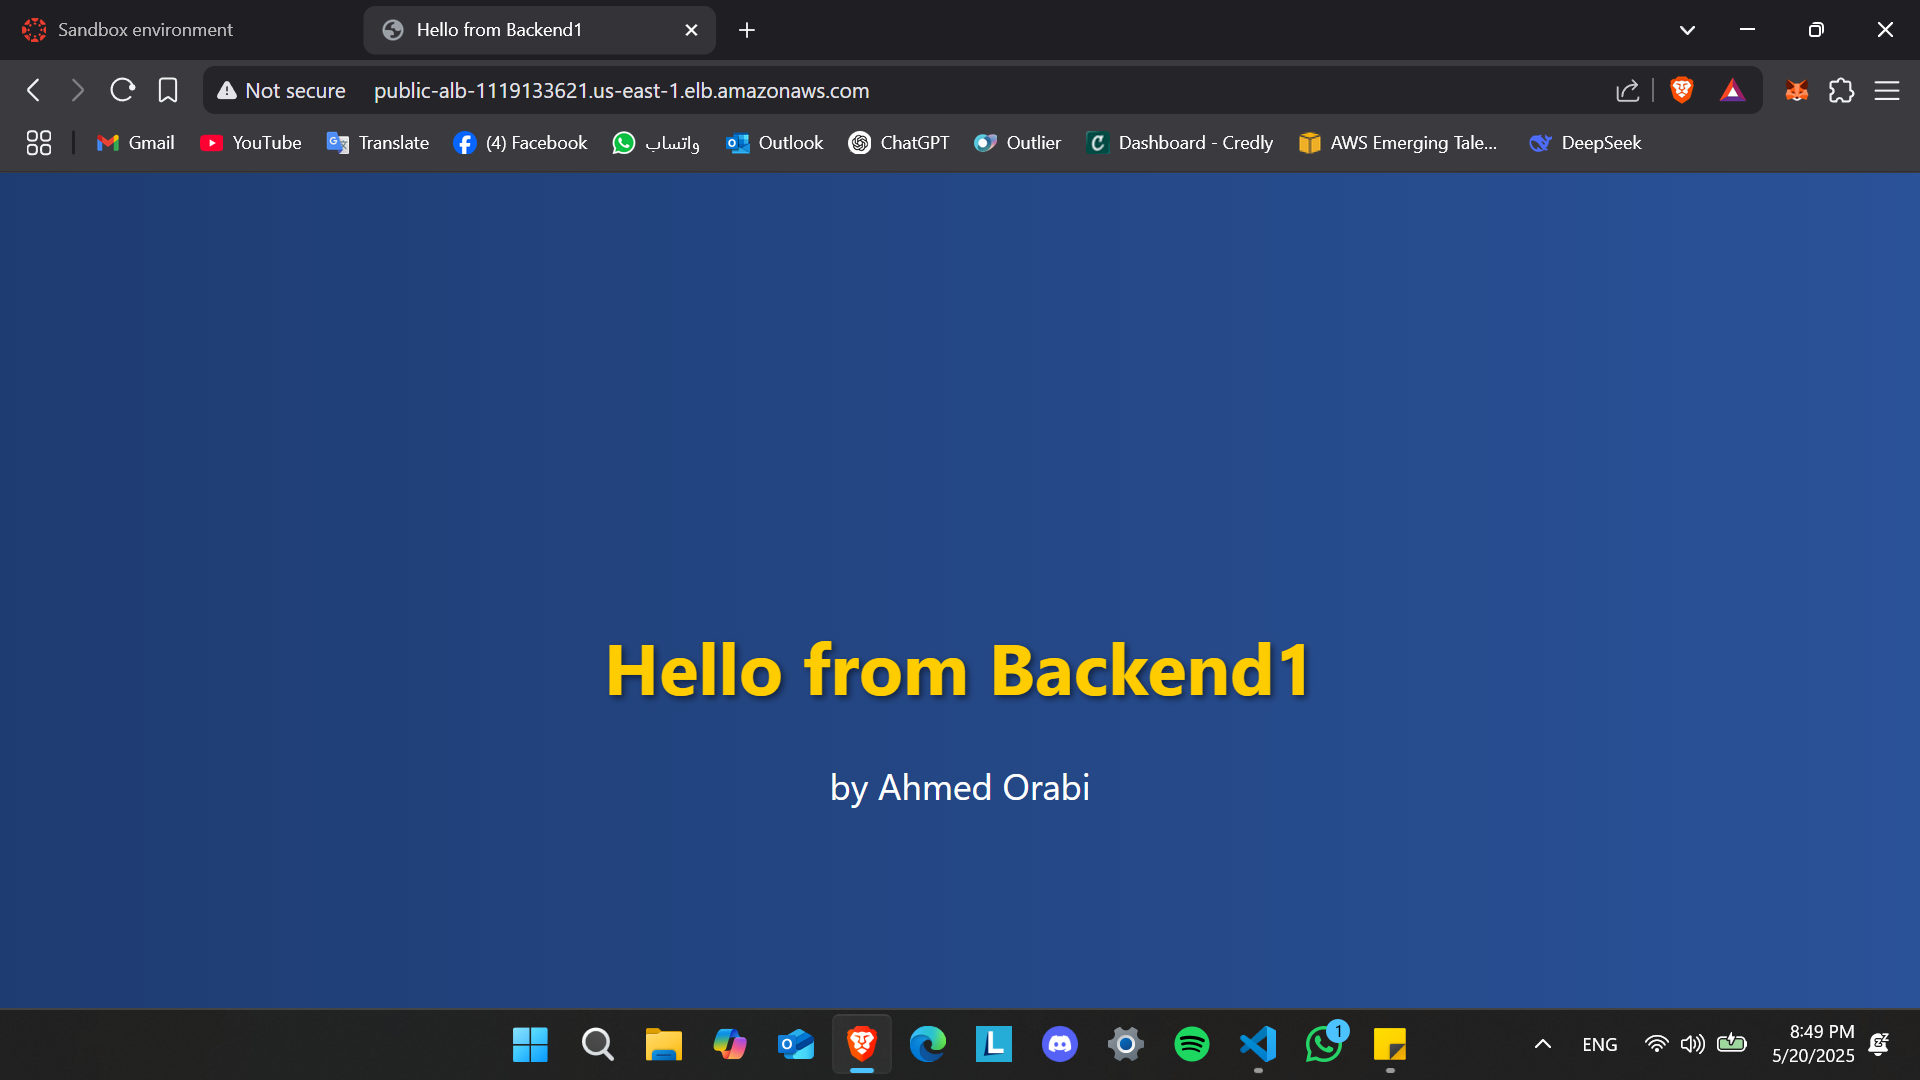 Sandbox environment
Hello from Backend1
Not secure
public-alb-1119133621.us-east-1.elb.amazonaws.com
Gmail
YouTube
Translate
(4) Facebook
واتساب
Outlook
ChatGPT
Outlier
Dashboard - Credly
AWS Emerging Tale...
DeepSeek
Hello from Backend1
by Ahmed Orabi
1
ENG
8:49 PM
5/20/2025